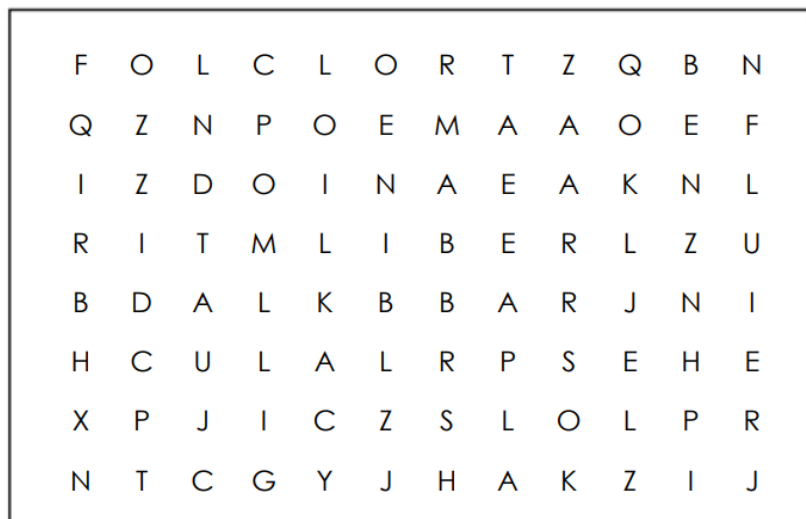 F O L C L O R T Z Q B N
Q Z N P O E M A A O E F
I Z D O I N A E A K N L
R I T M L I B E R L Z U
B D A L K B B A R J N I
H C U L A L R P S E H E
X P J I C Z S L O L P R
N T C G Y J H A K Z I J